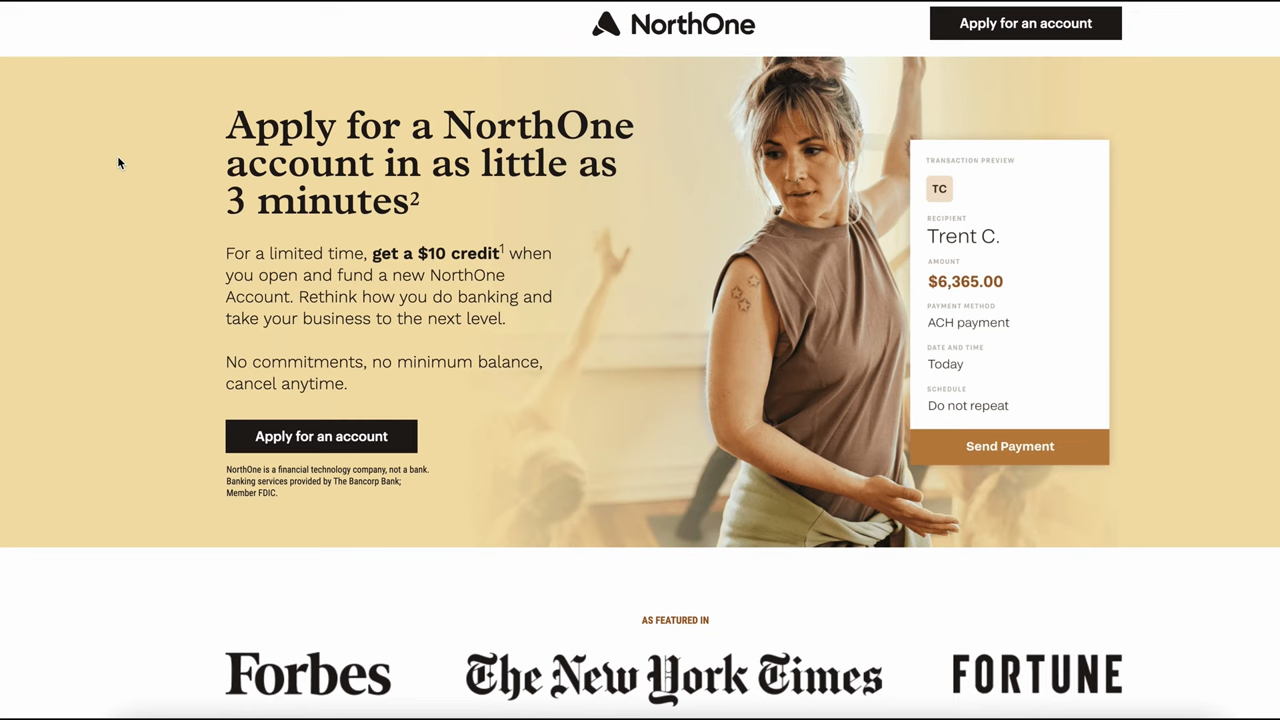 NorthOne
Apply for an account
Apply for a NorthOne
account in as little as
3 minutes²
For a limited time, get a $10 credit¹ when
you open and fund a new NorthOne
Account. Rethink how you do banking and
take your business to the next level.
No commitments, no minimum balance,
cancel anytime.
Apply for an account
NorthOne is a financial technology company, not a bank.
Banking services provided by The Bancorp Bank;
Member FDIC.
TRANSACTION PREVIEW
TC
RECIPIENT
Trent C.
AMOUNT
$6,365.00
PAYMENT METHOD
ACH payment
DATE AND TIME
Today
SCHEDULE
Do not repeat
Send Payment
AS FEATURED IN
Forbes
The New York Times
FORTUNE